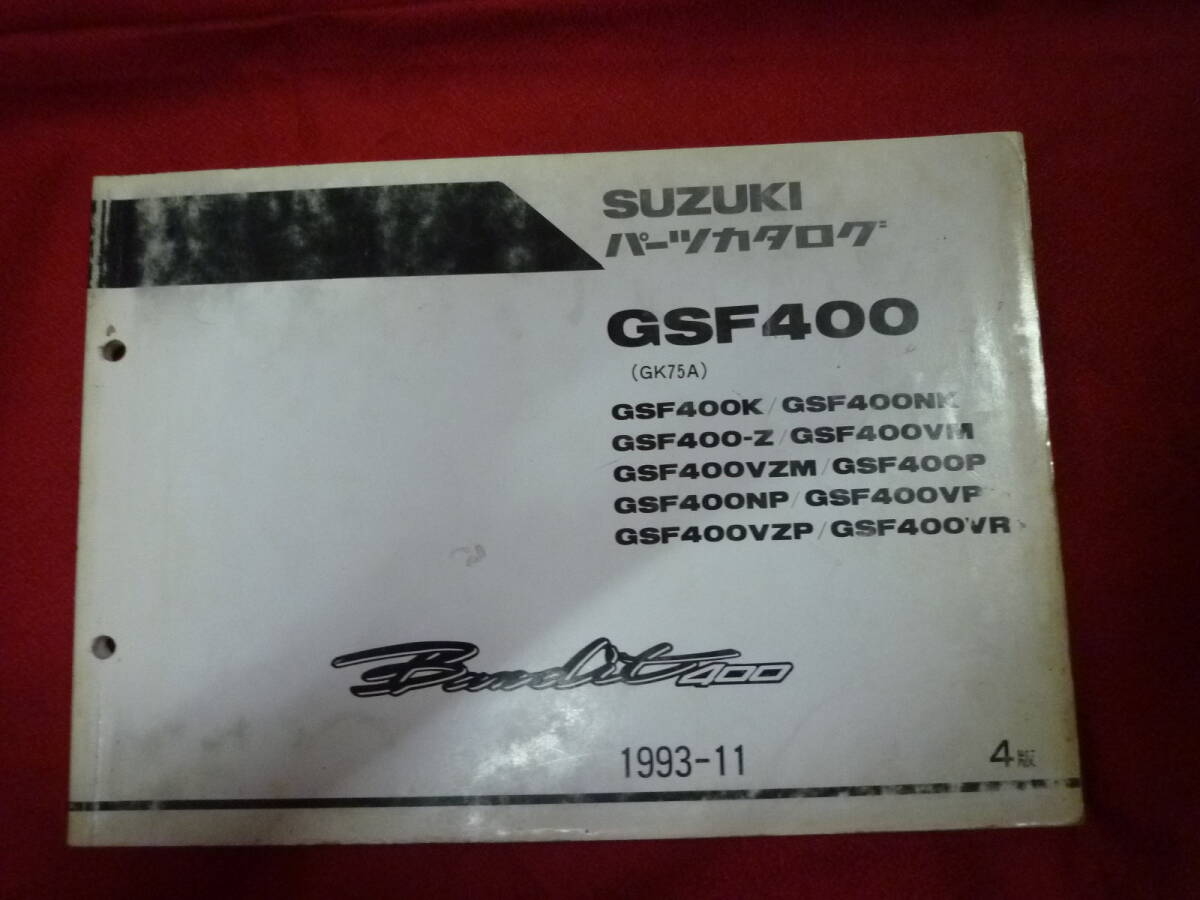 SUZUKI
パーツカタログ
GSF400
(GK75A)
GSF400K/GSF400NK
GSF400-Z/GSF400VM
GSF400VZM/GSF400P
GSF400NP/GSF400VP
GSF400VZP/GSF400VR
Bandit 400
1993-11
4